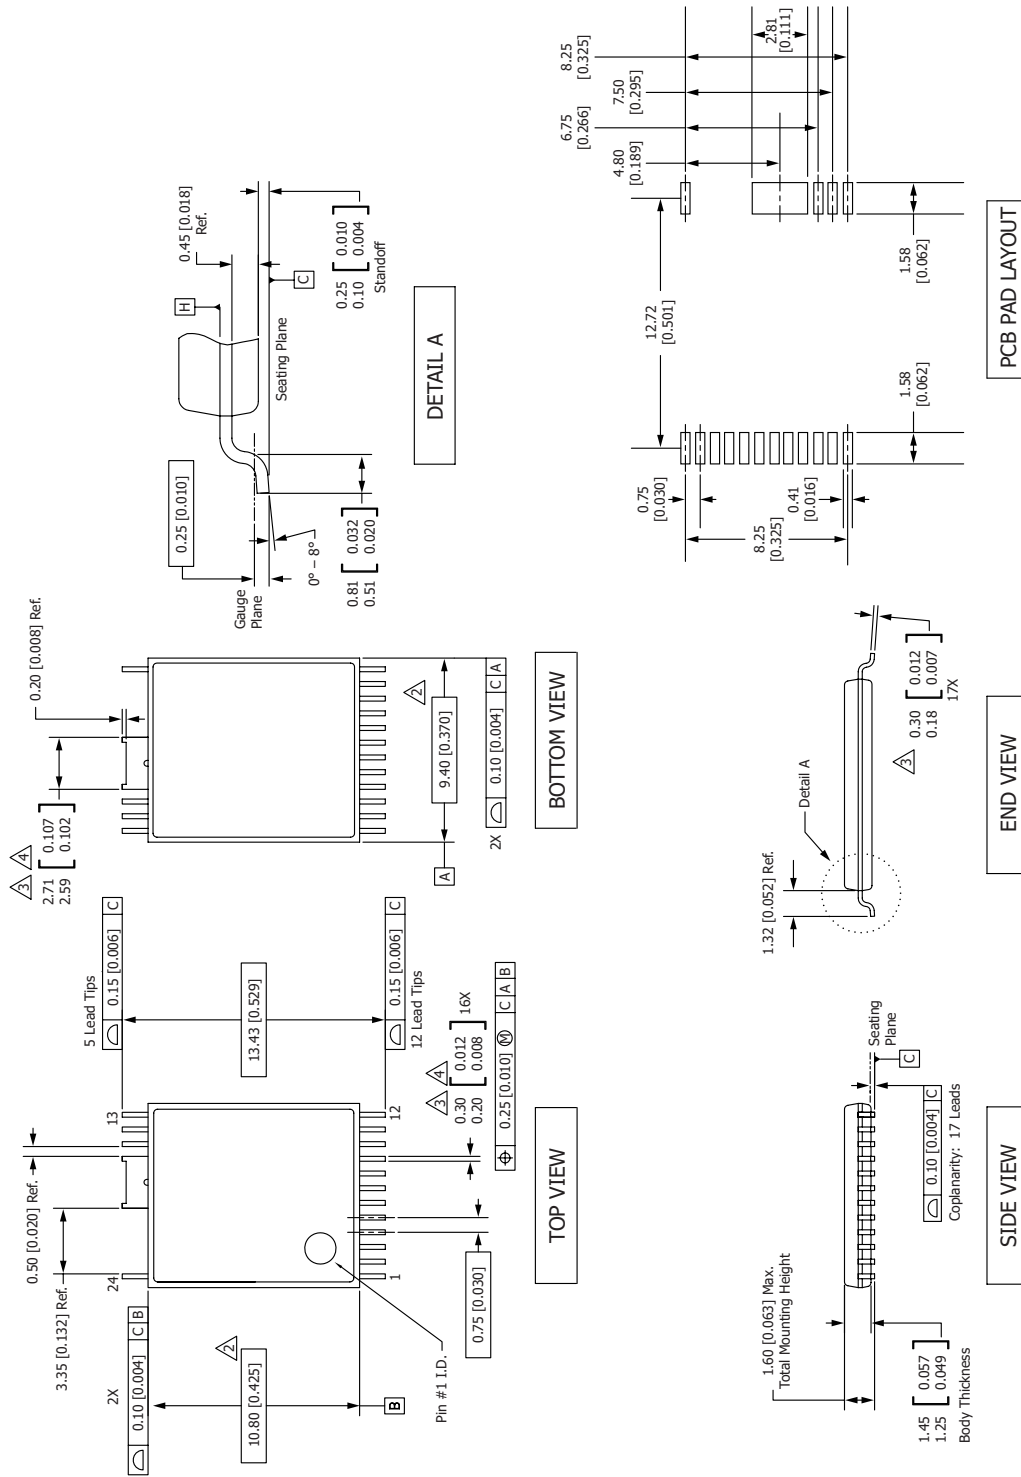 2X
0.10 [0.004] C B
3.35 [0.132] Ref.
0.50 [0.020] Ref.
24
13
5 Lead Tips
0.15 [0.006] C
2
10.80 [0.425]
B
Pin #1 I.D.
1
12
0.75 [0.030]
13.43 [0.529]
0.15 [0.006] C
12 Lead Tips
3 4
0.30 [0.012
0.20 0.008] 16X
0.25 [0.010] Ⓜ C A B
TOP VIEW
3 4
2.71 [0.107
2.59 0.102]
0.20 [0.008] Ref.
2
9.40 [0.370]
A
2X
0.10 [0.004] C A
BOTTOM VIEW
Gauge
Plane
0.25 [0.010]
0° – 8°
0.81 [0.032
0.51 0.020]
H
0.45 [0.018]
Ref.
Seating Plane
C
0.25 [0.010
0.10 0.004]
Standoff
DETAIL A
1.60 [0.063] Max.
Total Mounting Height
1.45 [0.057
1.25 0.049]
Body Thickness
Seating
Plane
C
0.10 [0.004] C
Coplanarity: 17 Leads
SIDE VIEW
1.32 [0.052] Ref.
Detail A
3
0.30 [0.012
0.18 0.007]
17X
END VIEW
0.75
[0.030]
8.25
[0.325]
0.41
[0.016]
1.58
[0.062]
12.72
[0.501]
4.80
[0.189]
6.75
[0.266]
7.50
[0.295]
8.25
[0.325]
2.81
[0.111]
1.58
[0.062]
PCB PAD LAYOUT